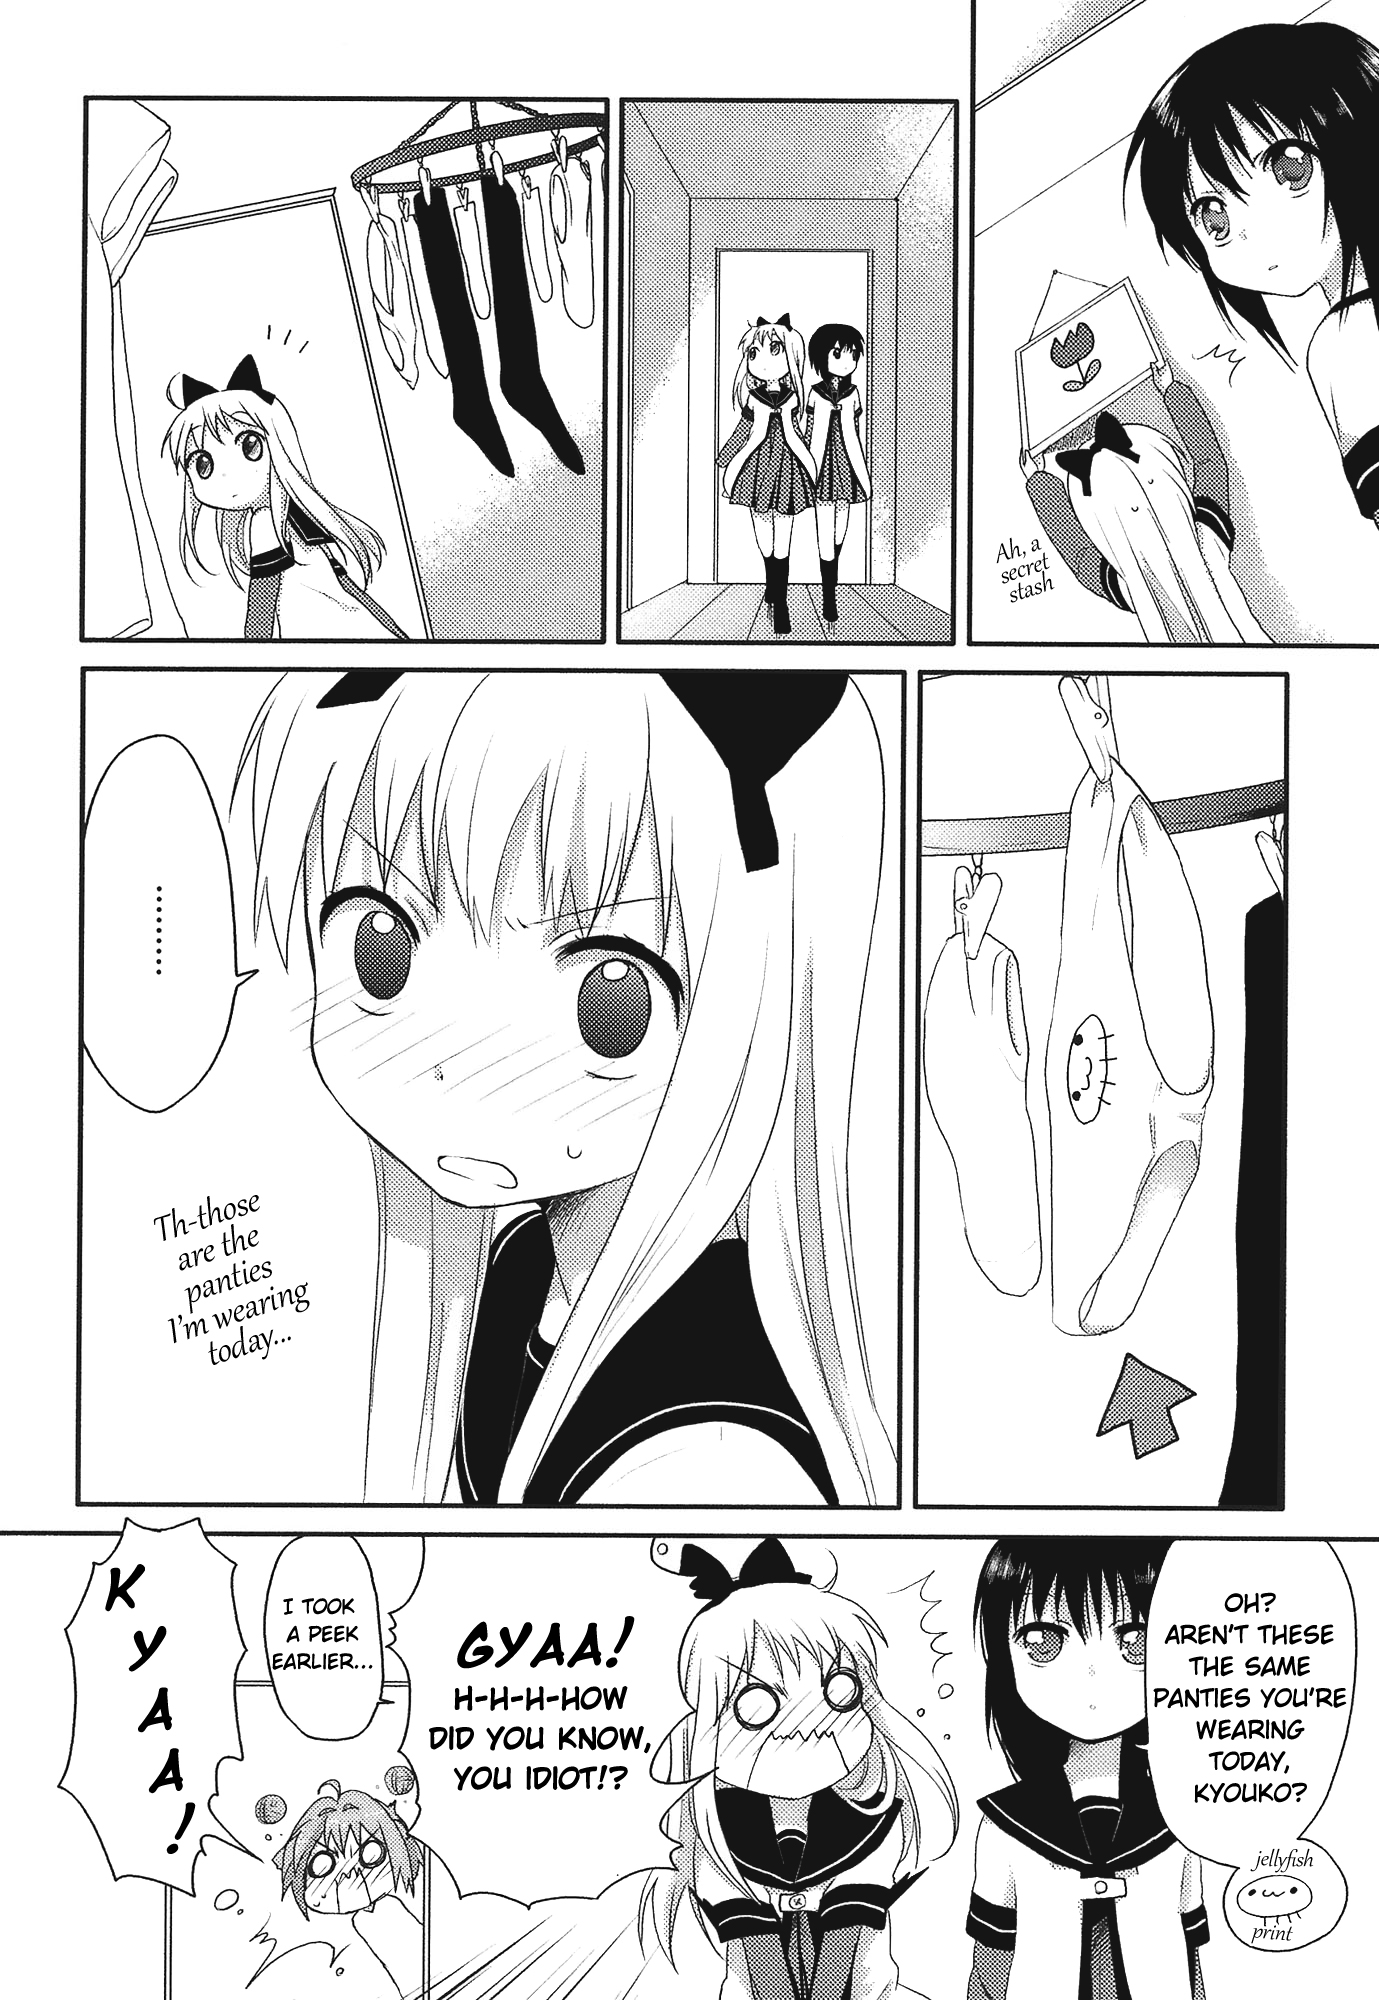 Ah, a
secret
stash
.........
Th-those
are the
panties
I'm wearing
today...
OH?
AREN'T THESE
THE SAME
PANTIES YOU'RE
WEARING
TODAY,
KYOUKO?
jellyfish
print
GYAA!
H-H-H-HOW
DID YOU KNOW,
YOU IDIOT!?
I TOOK
A PEEK
EARLIER...
KYAA!